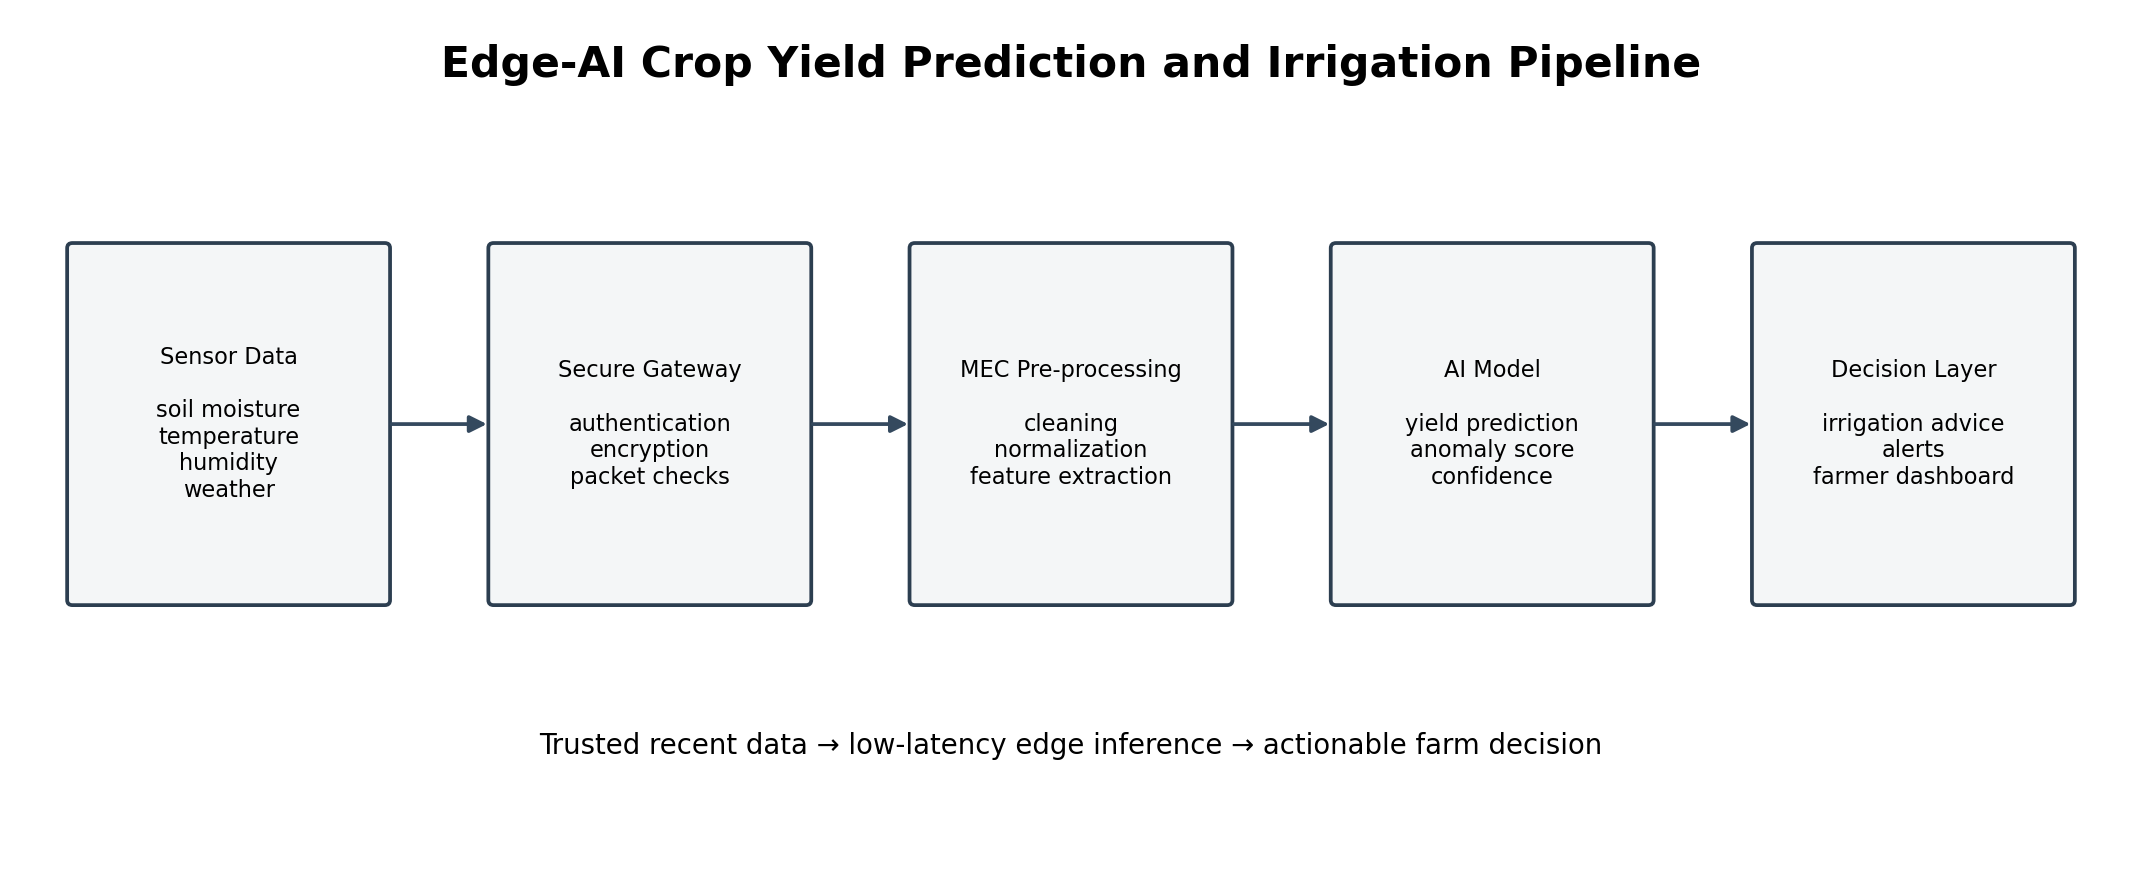 Edge-AI Crop Yield Prediction and Irrigation Pipeline
Sensor Data
soil moisture
temperature
humidity
weather
Secure Gateway
authentication
encryption
packet checks
MEC Pre-processing
cleaning
normalization
feature extraction
AI Model
yield prediction
anomaly score
confidence
Decision Layer
irrigation advice
alerts
farmer dashboard
Trusted recent data → low-latency edge inference → actionable farm decision